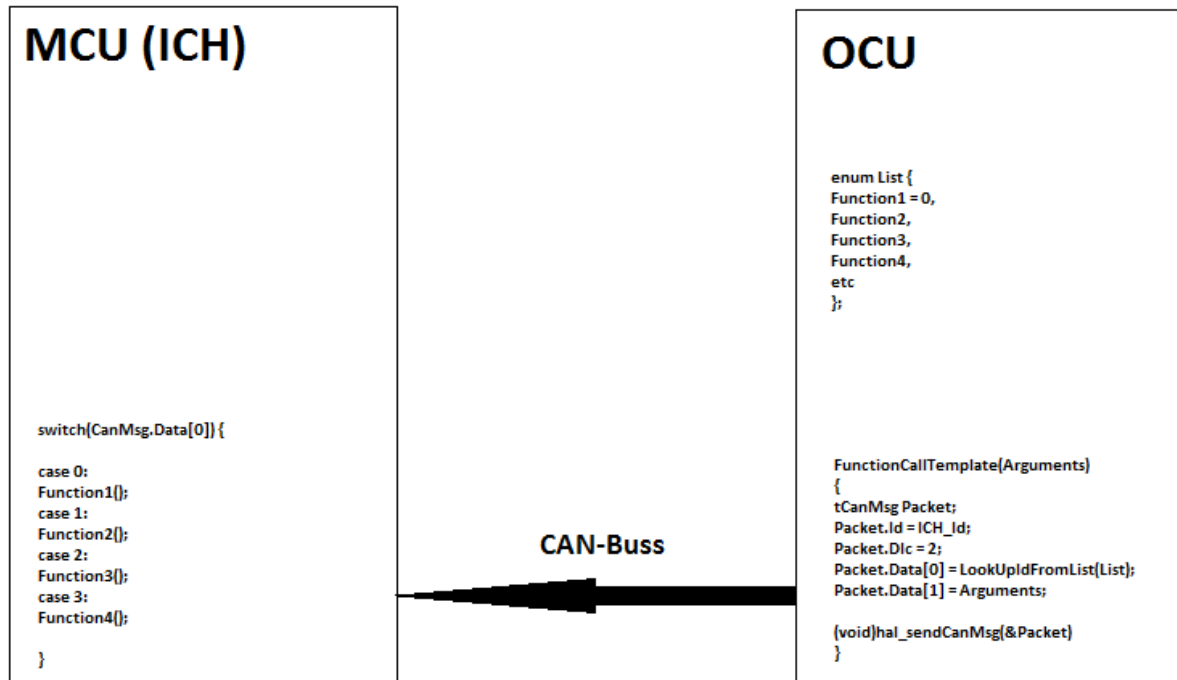 MCU (ICH)
switch(CanMsg.Data[0]) {
case 0:
Function1();
case 1:
Function2();
case 2:
Function3();
case 3:
Function4();
}
CAN-Buss
OCU
enum List {
Function1 = 0,
Function2,
Function3,
Function4,
etc
};
FunctionCallTemplate(Arguments)
{
tCanMsg Packet;
Packet.Id = ICH_Id;
Packet.Dlc = 2;
Packet.Data[0] = LookUpIdFromList(List);
Packet.Data[1] = Arguments;
(void)hal_sendCanMsg(&Packet)
}